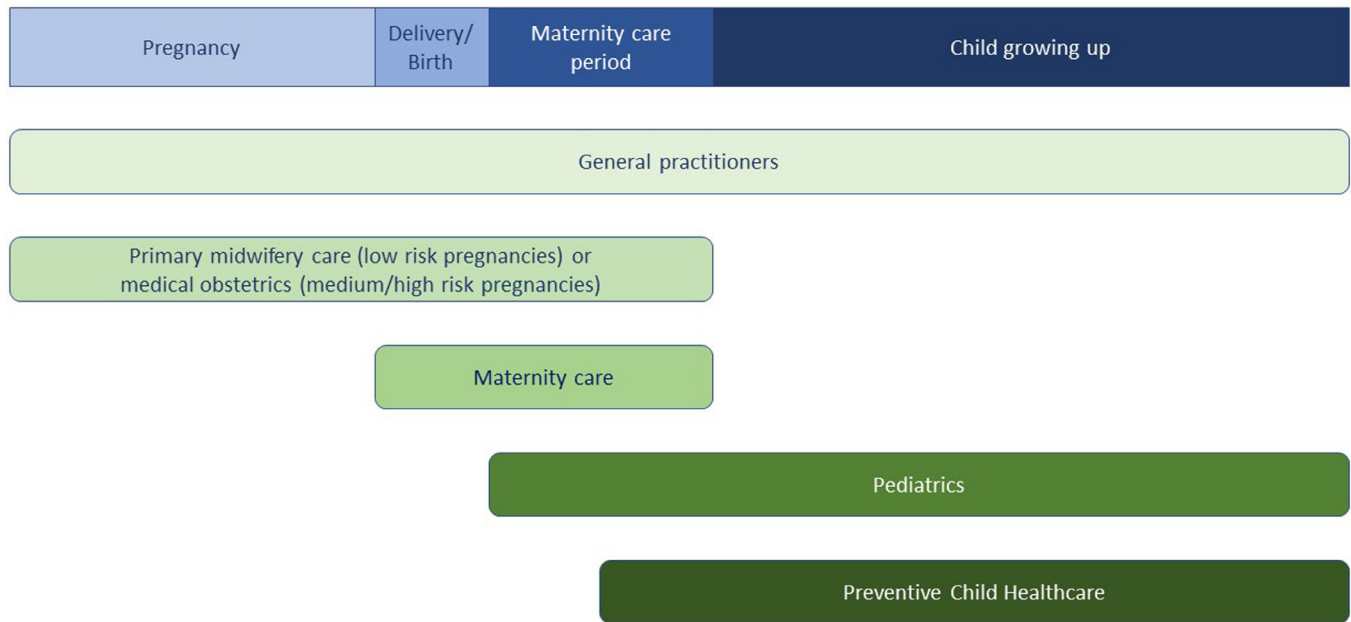 Pregnancy
Delivery/
Birth
Maternity care
period
Child growing up
General practitioners
Primary midwifery care (low risk pregnancies) or
medical obstetrics (medium/high risk pregnancies)
Maternity care
Pediatrics
Preventive Child Healthcare